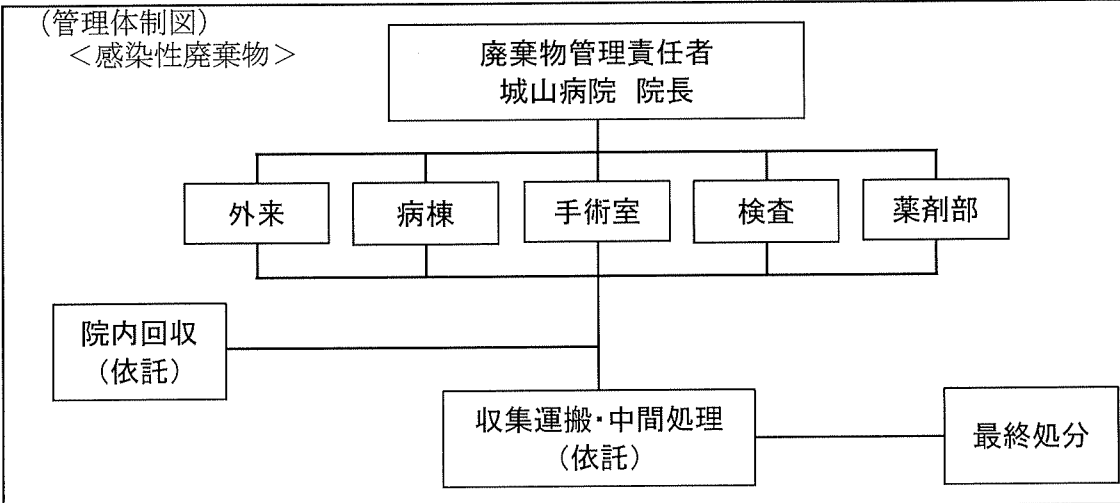 （管理体制図）
＜感染性廃棄物＞
廃棄物管理責任者
城山病院　院長
外来
病棟
手術室
検査
薬剤部
院内回収
（依託）
収集運搬・中間処理
（依託）
最終処分